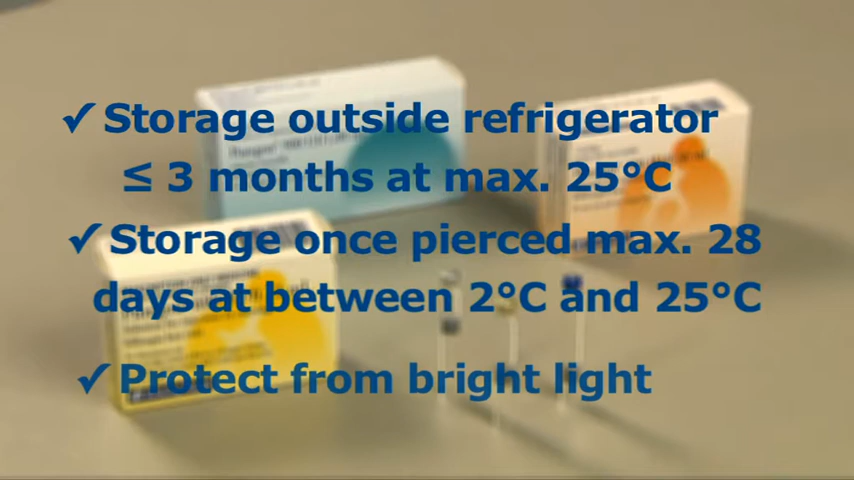 ✓ Storage outside refrigerator
≤ 3 months at max. 25°C
✓ Storage once pierced max. 28
days at between 2°C and 25°C
✓ Protect from bright light